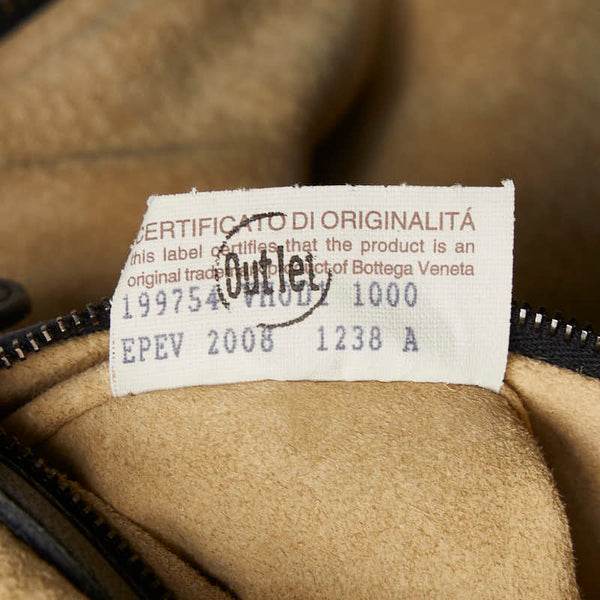 CERTIFICATO DI ORIGINALITÁ
this label certifies that the product is an
original product of Bottega Veneta
Outlet
199754 1000
EPEV 2008 1238 A